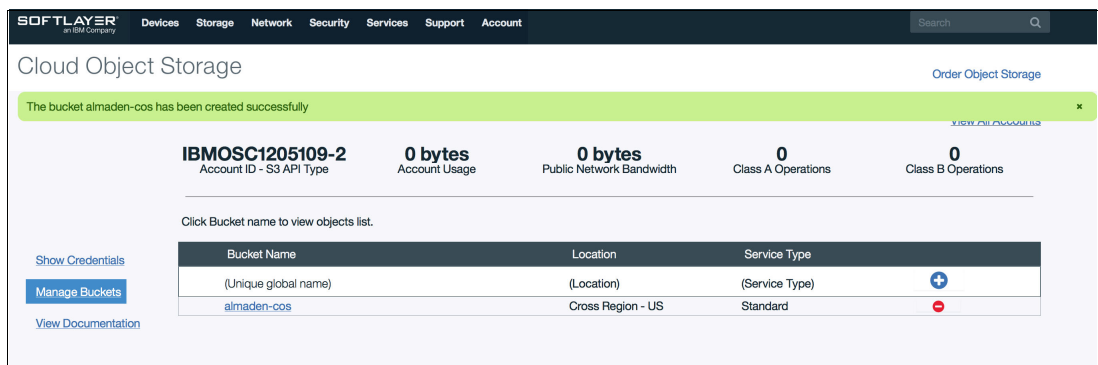 SOFTLAYER® Devices Storage Network Security Services Support Account Search
an IBM Company
Cloud Object Storage
Order Object Storage
The bucket almaden-cos has been created successfully ×
View All Accounts
IBMOSC1205109-2 0 bytes 0 bytes 0 0
Account ID - S3 API Type Account Usage Public Network Bandwidth Class A Operations Class B Operations
Click Bucket name to view objects list.
Bucket Name Location Service Type
Show Credentials
(Unique global name) (Location) (Service Type)
Manage Buckets
almaden-cos Cross Region - US Standard
View Documentation